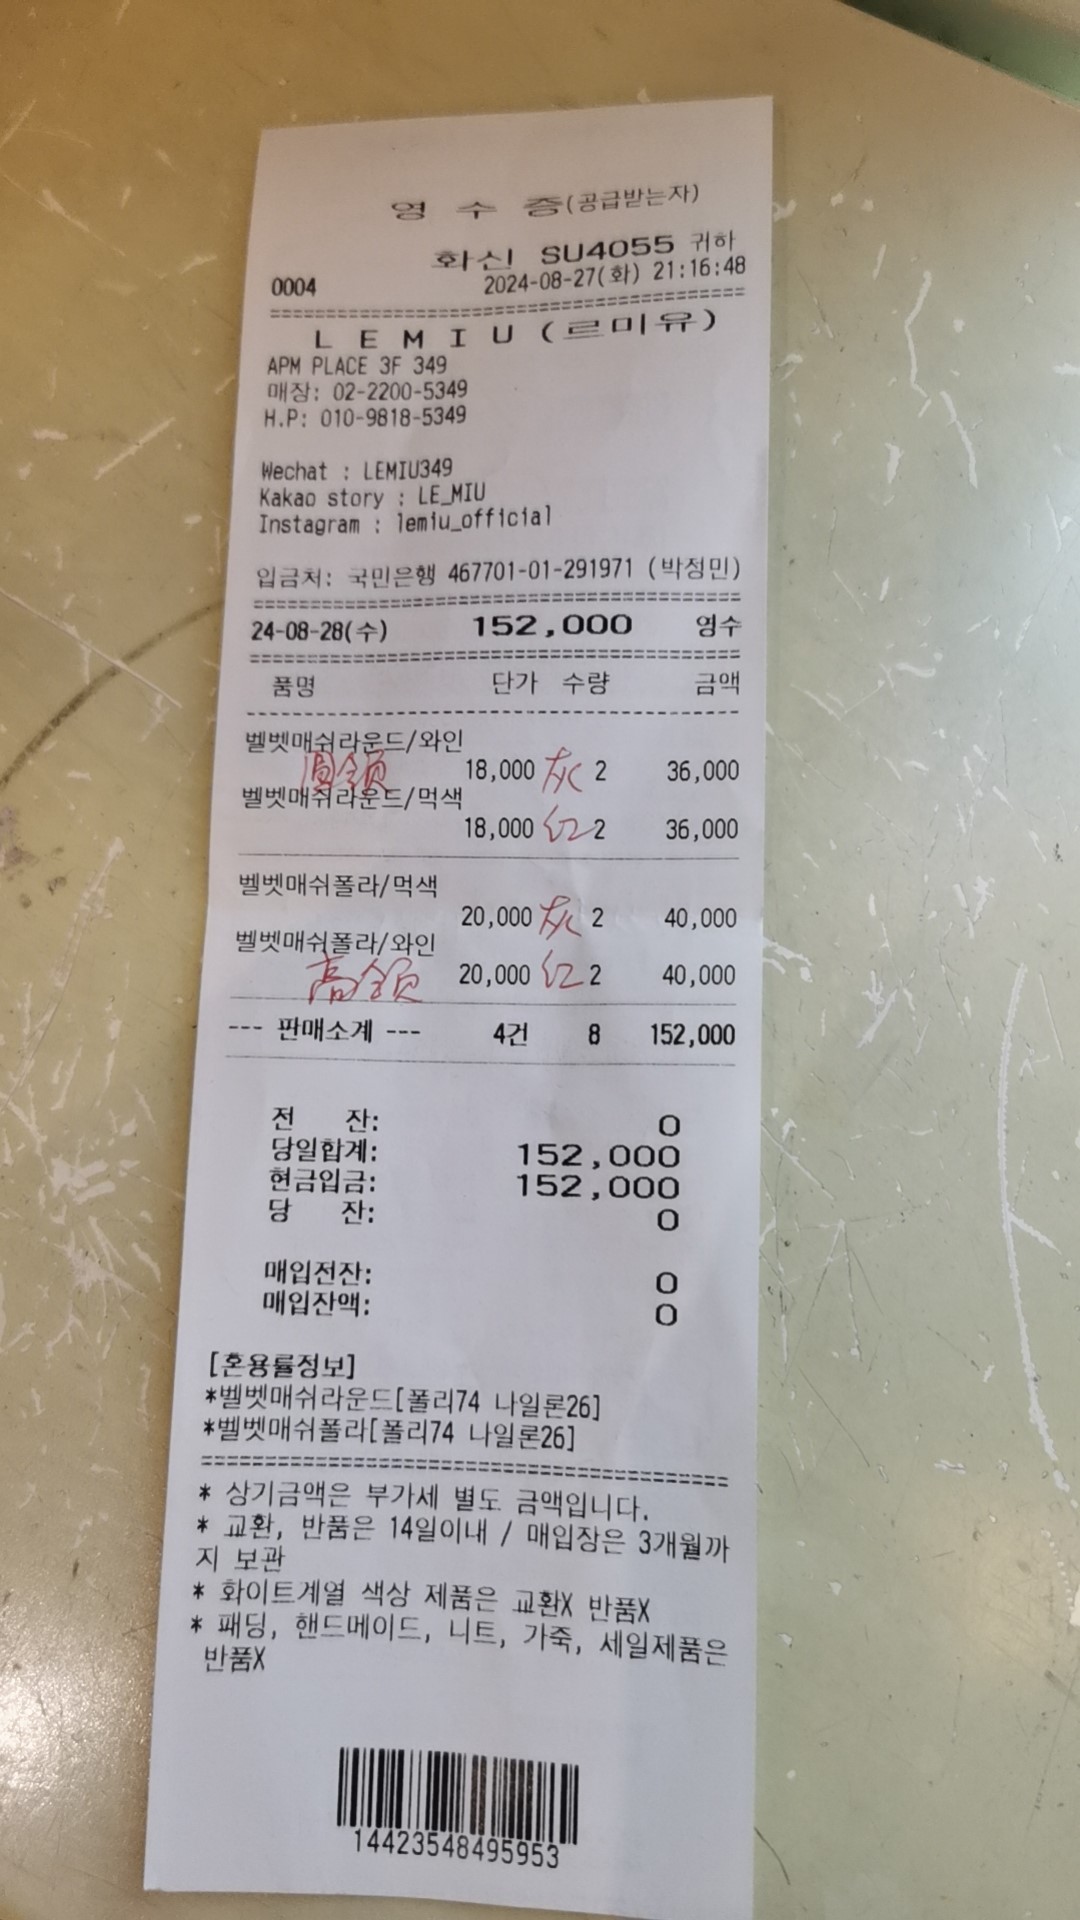 영 수 증(공급받는자)
화신 SU4055 귀하
0004 2024-08-27(화) 21:16:48
L E M I U (르미유)
APM PLACE 3F 349
매장: 02-2200-5349
H.P: 010-9818-5349
Wechat : LEMIU349
Kakao story : LE_MIU
Instagram : lemiu_official
입금처: 국민은행 467701-01-291971 (박정민)
24-08-28(수) 152,000 영수
품명 단가 수량 금액
벨벳매쉬라운드/와인
圓领 18,000 灰 2 36,000
벨벳매쉬라운드/먹색
18,000 红 2 36,000
벨벳매쉬폴라/먹색
20,000 灰 2 40,000
벨벳매쉬폴라/와인
高领 20,000 红 2 40,000
--- 판매소계 --- 4건 8 152,000
전 잔: 0
당일합계: 152,000
현금입금: 152,000
당 잔: 0
매입전잔: 0
매입잔액: 0
[혼용률정보]
*벨벳매쉬라운드[폴리74 나일론26]
*벨벳매쉬폴라[폴리74 나일론26]
* 상기금액은 부가세 별도 금액입니다.
* 교환, 반품은 14일이내 / 매입장은 3개월까
지 보관
* 화이트계열 색상 제품은 교환X 반품X
* 패딩, 핸드메이드, 니트, 가죽, 세일제품은
반품X
14423548495953